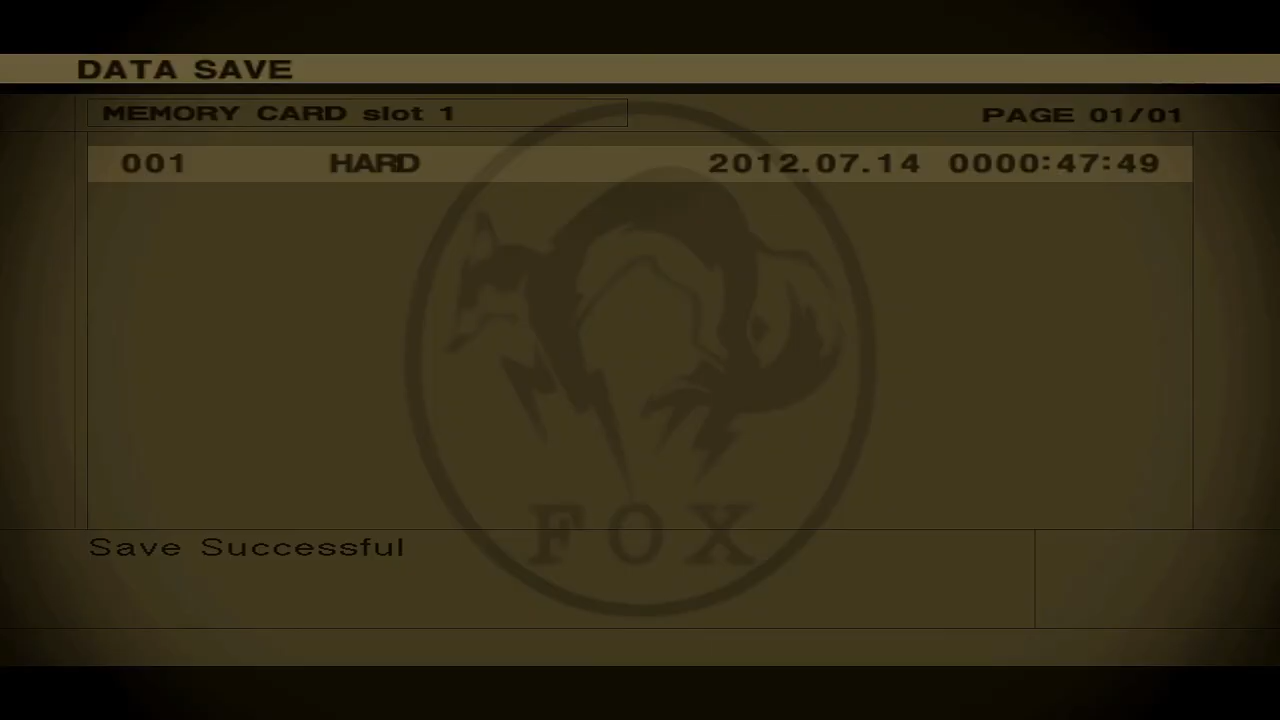 DATA SAVE
MEMORY CARD slot 1
PAGE 01/01
001 HARD 2012.07.14 0000:47:49
FOX
Save Successful